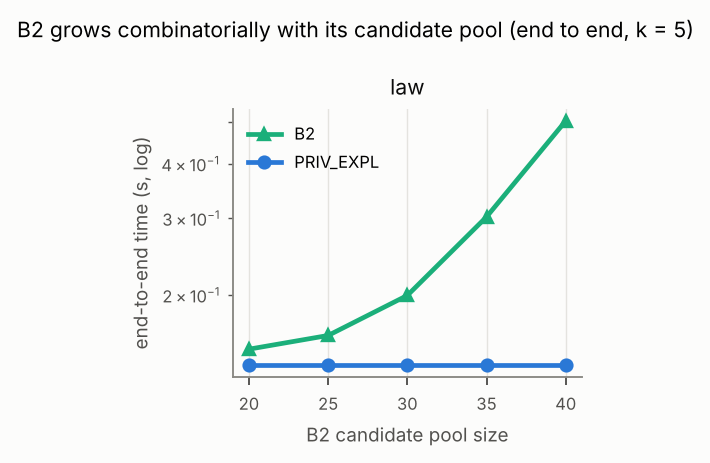 B2 grows combinatorially with its candidate pool (end to end, k = 5)
law
B2
PRIV_EXPL
end-to-end time (s, log)
4 × 10⁻¹
3 × 10⁻¹
2 × 10⁻¹
20 25 30 35 40
B2 candidate pool size